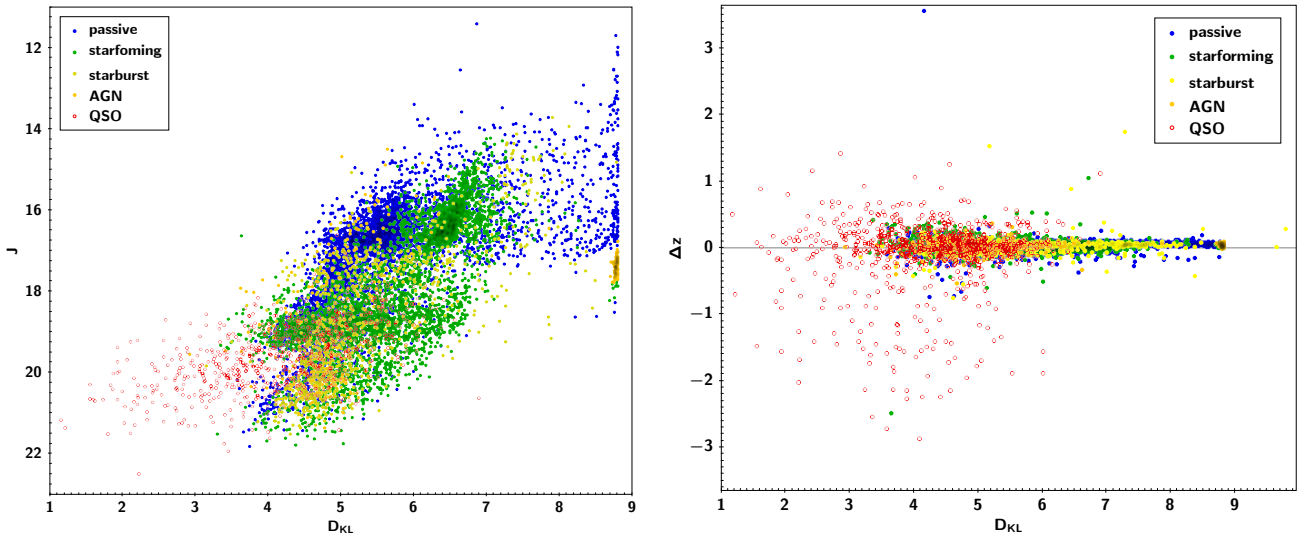 passive
starfoming
starburst
AGN
QSO
12
14
16
18
20
22
J
1 2 3 4 5 6 7 8 9
D_KL
passive
starforming
starburst
AGN
QSO
3
2
1
0
−1
−2
−3
Δz
1 2 3 4 5 6 7 8 9
D_KL